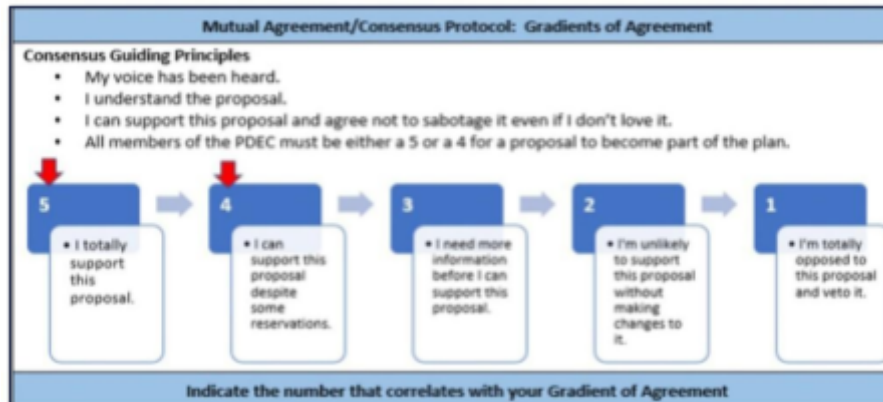 Mutual Agreement/Consensus Protocol: Gradients of Agreement
Consensus Guiding Principles
• My voice has been heard.
• I understand the proposal.
• I can support this proposal and agree not to sabotage it even if I don't love it.
• All members of the PDEC must be either a 5 or a 4 for a proposal to become part of the plan.
5
• I totally
support
this
proposal.
4
• I can
support this
proposal
despite
some
reservations.
3
• I need more
information
before I can
support this
proposal.
2
• I'm unlikely
to support
this proposal
without
making
changes to
it.
1
• I'm totally
opposed to
this proposal
and veto it.
Indicate the number that correlates with your Gradient of Agreement